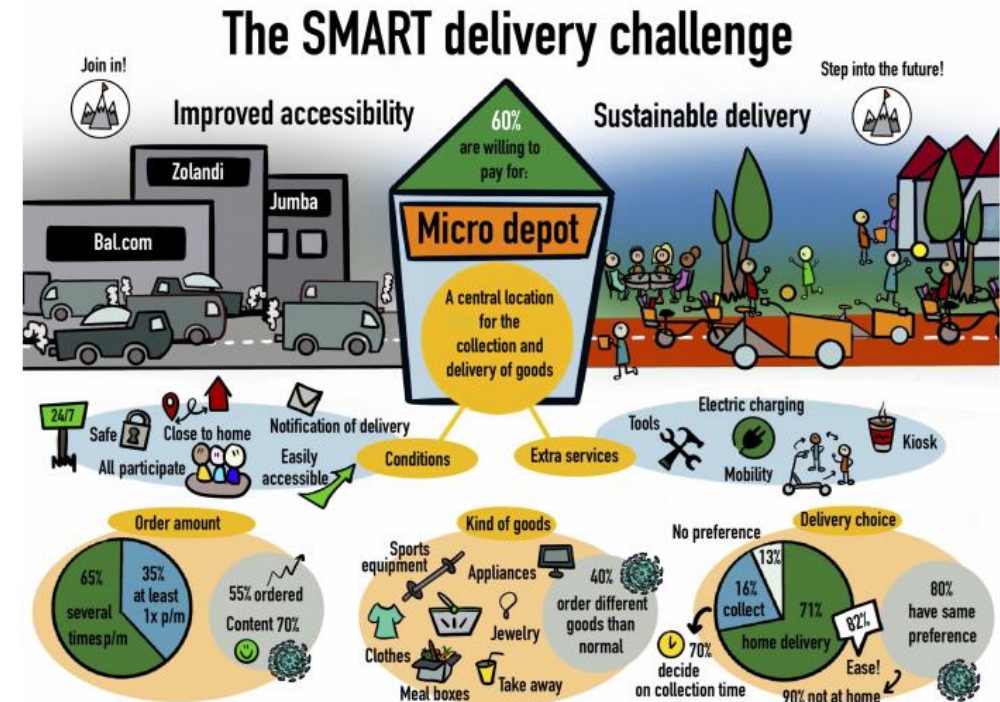 The SMART delivery challenge
Join in!
Step into the future!
Improved accessibility
Sustainable delivery
60%
are willing to
pay for:
Zolandi
Jumba
Bal.com
Micro depot
A central location
for the
collection and
delivery of goods
24/7
Safe
Close to home
Notification of delivery
All participate
Easily
accessible
Conditions
Extra services
Tools
Electric charging
Mobility
Kiosk
Order amount
65%
several
times p/m
35%
at least
1x p/m
55% ordered
Content 70%
Kind of goods
Sports
equipment
Appliances
Jewelry
Clothes
Meal boxes
Take away
40%
order different
goods than
normal
Delivery choice
No preference
13%
16%
collect
71%
home delivery
82%
Ease!
70%
decide
on collection time
90% not at home
80%
have same
preference